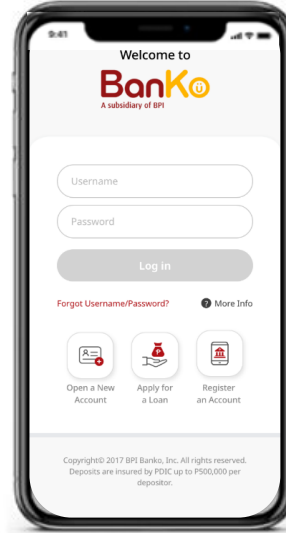 9:41
Welcome to
BanKo
A subsidiary of BPI
Username
Password
Log in
Forgot Username/Password?
? More Info
Open a New
Account
Apply for
a Loan
Register
an Account
Copyright© 2017 BPI Banko, Inc. All rights reserved.
Deposits are insured by PDIC up to P500,000 per
depositor.